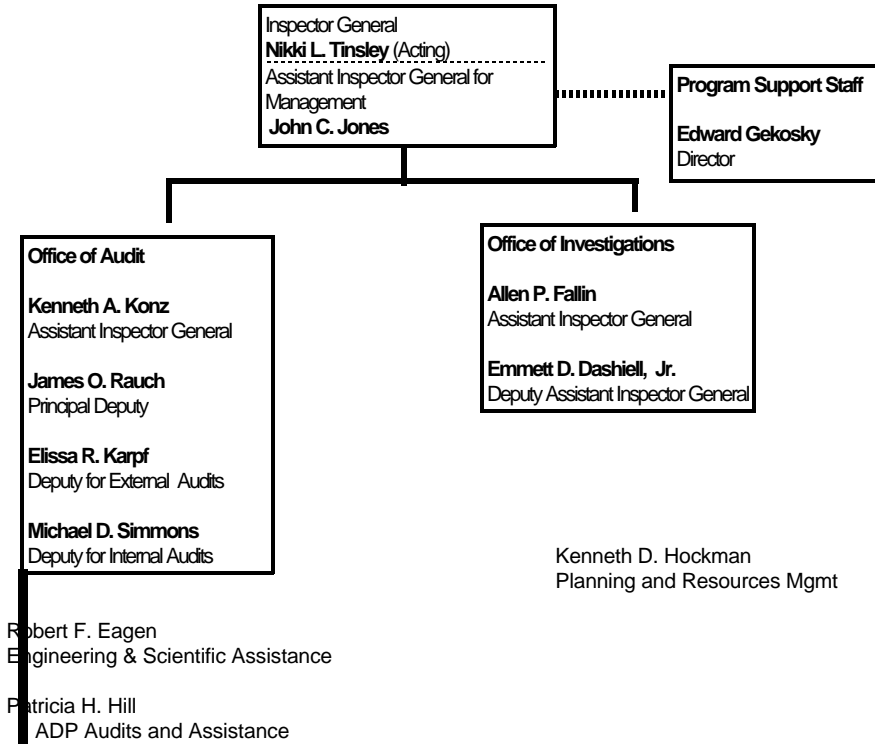 Inspector General
Nikki L. Tinsley (Acting)
Assistant Inspector General for
Management
John C. Jones
Program Support Staff
Edward Gekosky
Director
Office of Audit
Kenneth A. Konz
Assistant Inspector General
James O. Rauch
Principal Deputy
Elissa R. Karpf
Deputy for External Audits
Michael D. Simmons
Deputy for Internal Audits
Office of Investigations
Allen P. Fallin
Assistant Inspector General
Emmett D. Dashiell, Jr.
Deputy Assistant Inspector General
Kenneth D. Hockman
Planning and Resources Mgmt
Robert F. Eagen
Engineering & Scientific Assistance
Patricia H. Hill
ADP Audits and Assistance